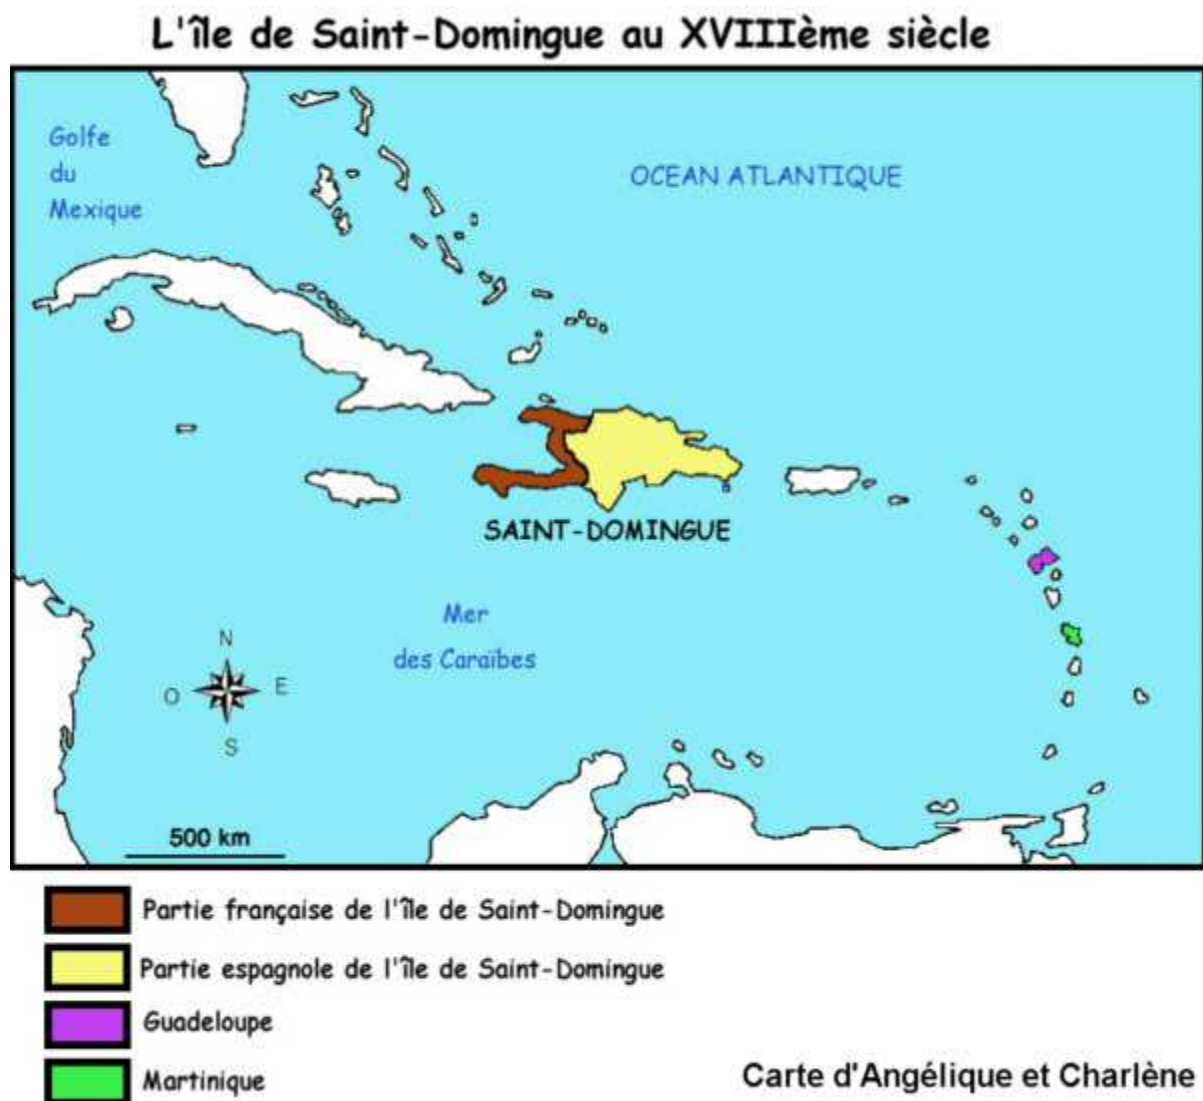 L'île de Saint-Domingue au XVIIIème siècle
Golfe
du
Mexique
OCEAN ATLANTIQUE
SAINT-DOMINGUE
Mer
des Caraïbes
N
O
E
S
500 km
Partie française de l'île de Saint-Domingue
Partie espagnole de l'île de Saint-Domingue
Guadeloupe
Martinique
Carte d'Angélique et Charlène